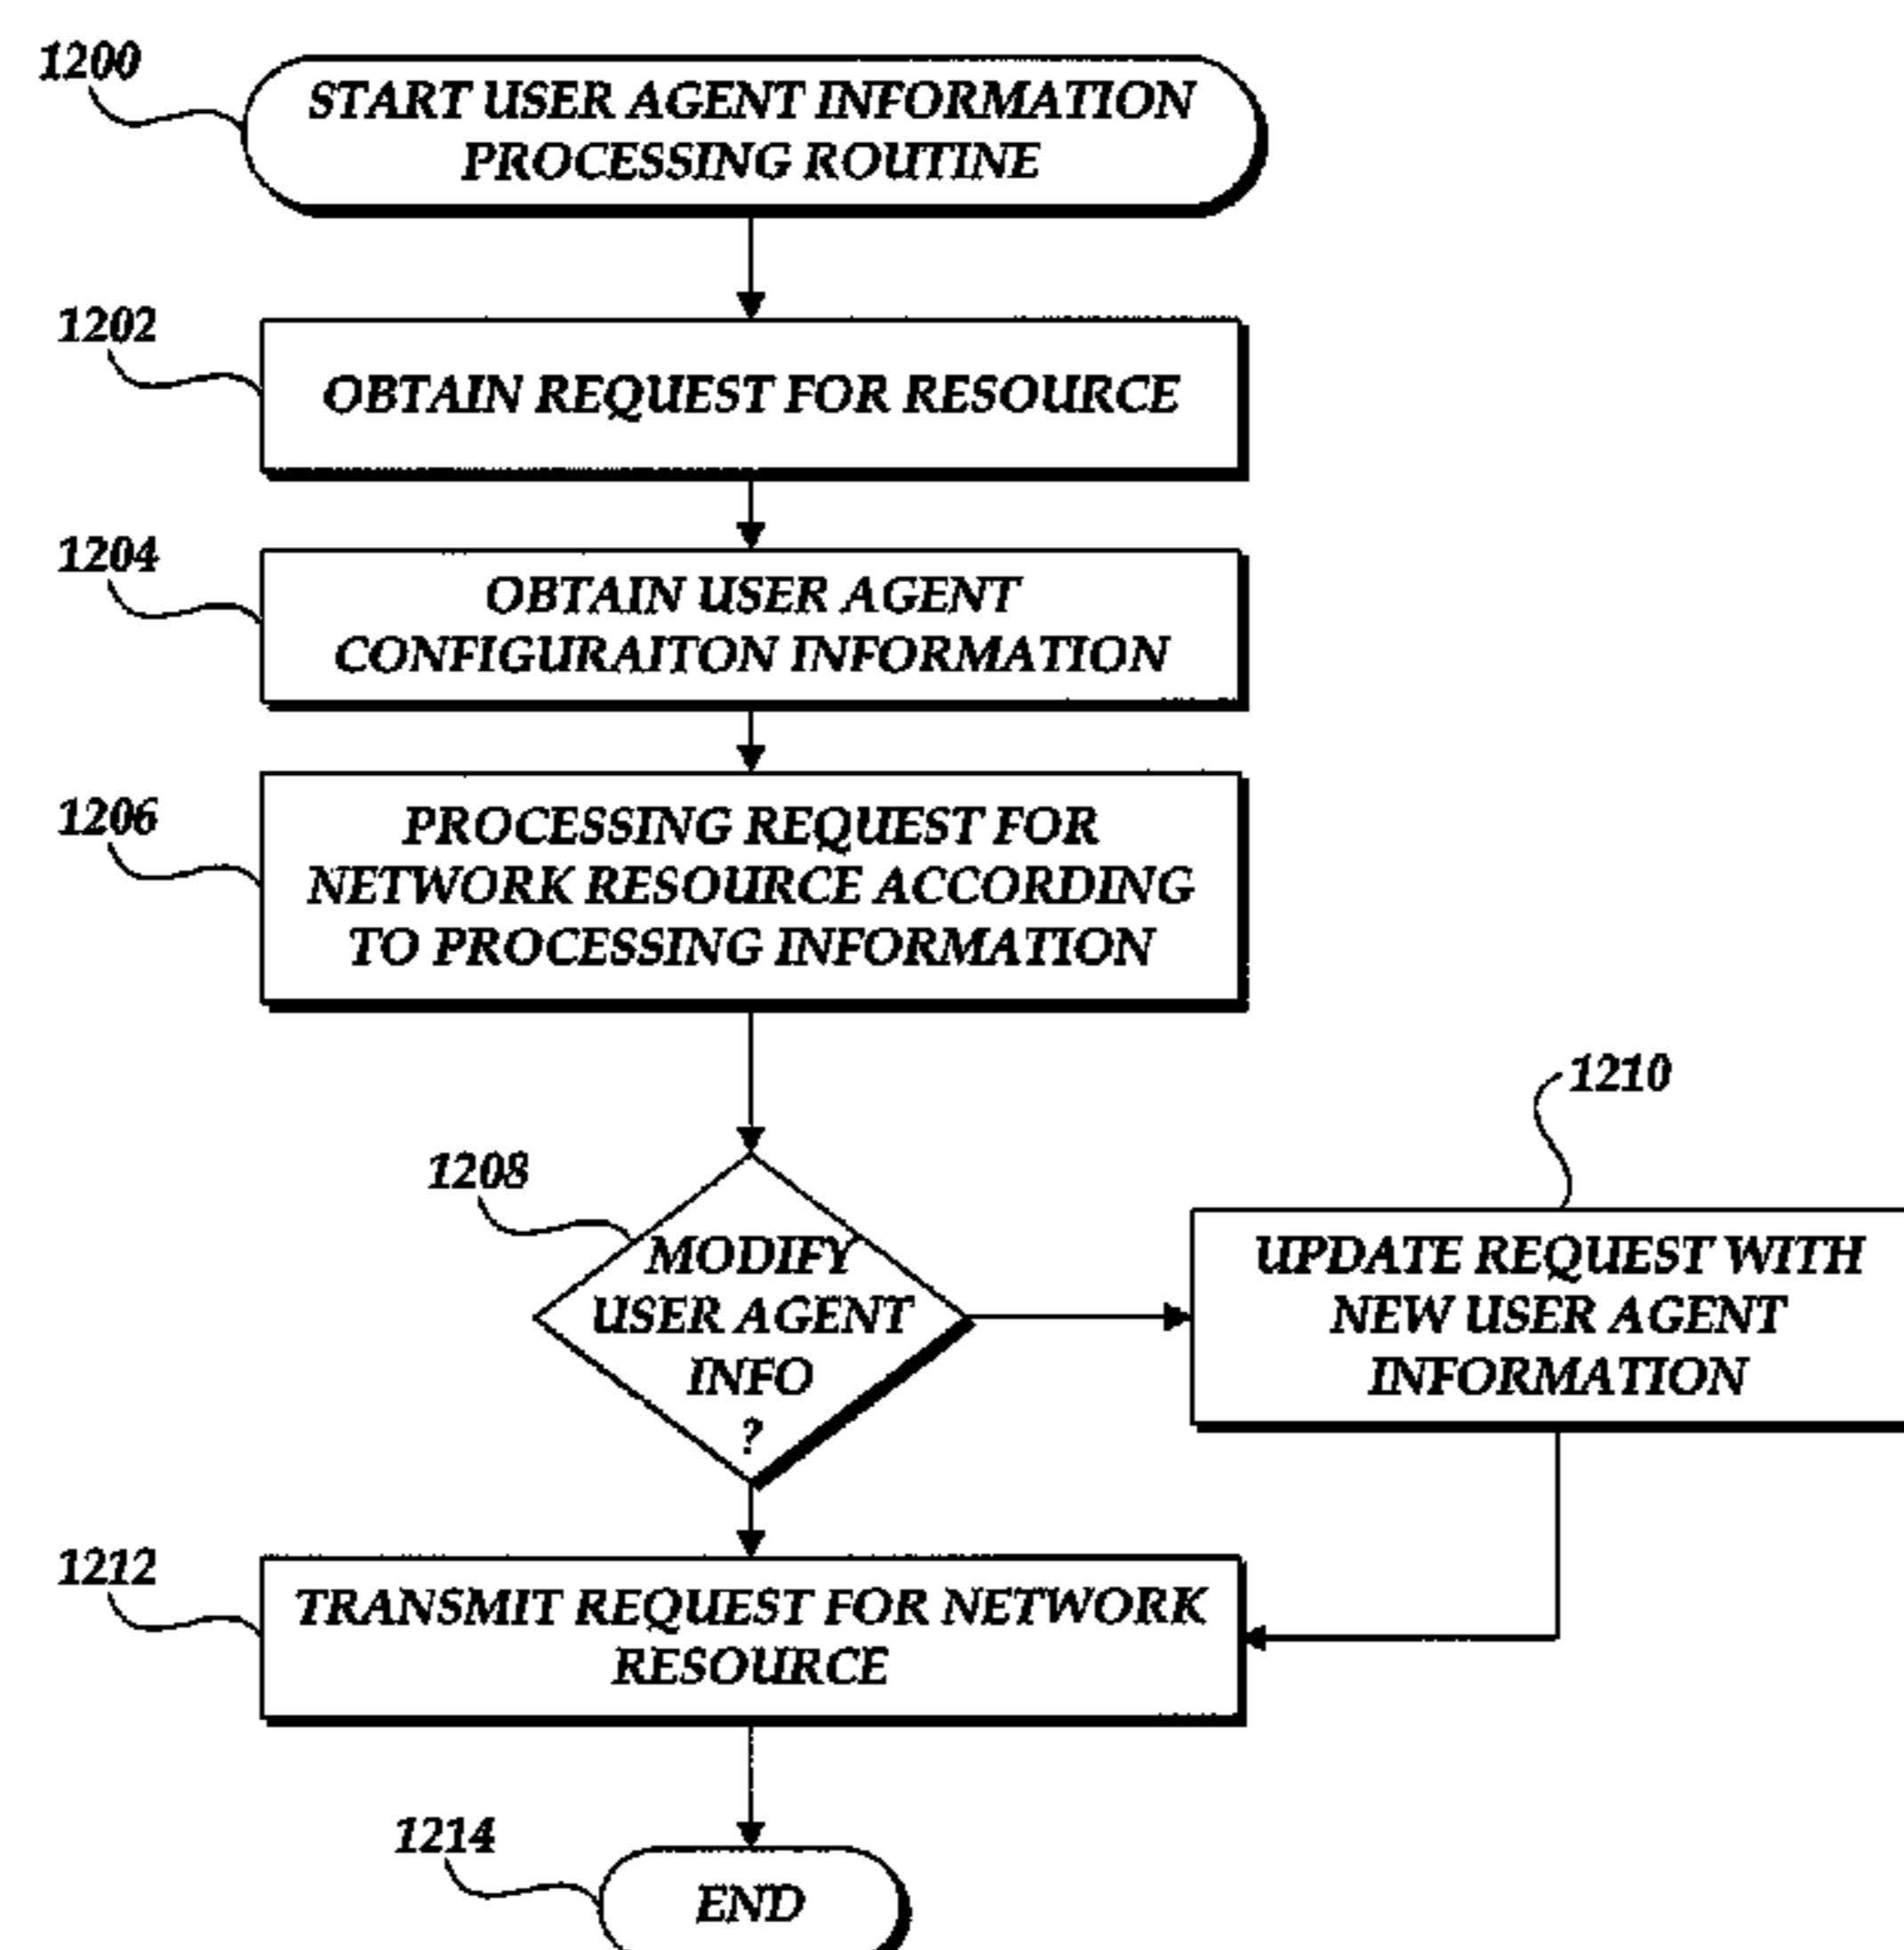 1200
START USER AGENT INFORMATION
PROCESSING ROUTINE
1202
OBTAIN REQUEST FOR RESOURCE
1204
OBTAIN USER AGENT
CONFIGURAITON INFORMATION
1206
PROCESSING REQUEST FOR
NETWORK RESOURCE ACCORDING
TO PROCESSING INFORMATION
1208
MODIFY
USER AGENT
INFO
?
1210
UPDATE REQUEST WITH
NEW USER AGENT
INFORMATION
1212
TRANSMIT REQUEST FOR NETWORK
RESOURCE
1214
END